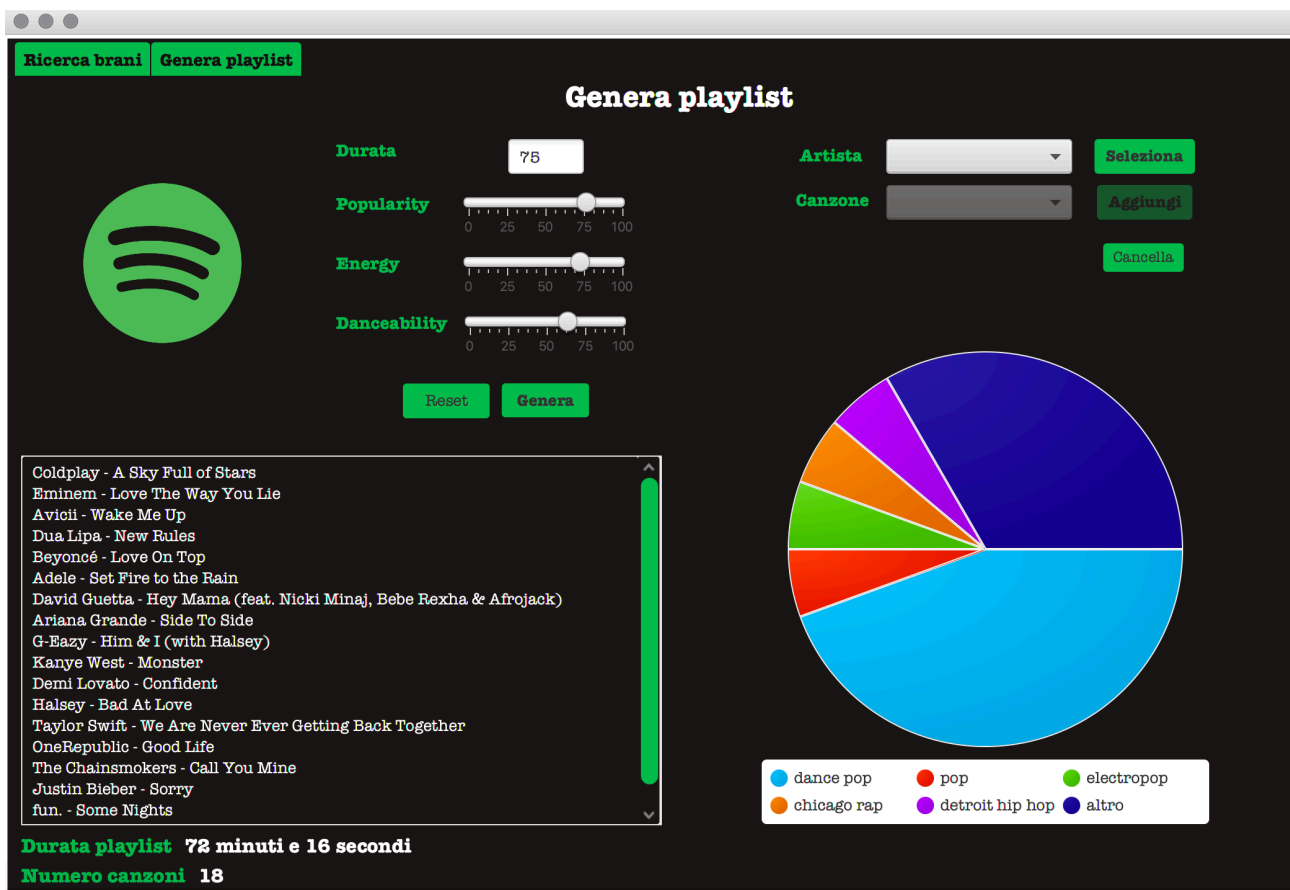 Ricerca brani Genera playlist
Genera playlist
Durata 75
Popularity
0 25 50 75 100
Energy
0 25 50 75 100
Danceability
0 25 50 75 100
Reset Genera
Artista Seleziona
Canzone Aggiungi
Cancella
Coldplay - A Sky Full of Stars
Eminem - Love The Way You Lie
Avicii - Wake Me Up
Dua Lipa - New Rules
Beyoncé - Love On Top
Adele - Set Fire to the Rain
David Guetta - Hey Mama (feat. Nicki Minaj, Bebe Rexha & Afrojack)
Ariana Grande - Side To Side
G-Eazy - Him & I (with Halsey)
Kanye West - Monster
Demi Lovato - Confident
Halsey - Bad At Love
Taylor Swift - We Are Never Ever Getting Back Together
OneRepublic - Good Life
The Chainsmokers - Call You Mine
Justin Bieber - Sorry
fun. - Some Nights
dance pop pop electropop
chicago rap detroit hip hop altro
Durata playlist 72 minuti e 16 secondi
Numero canzoni 18